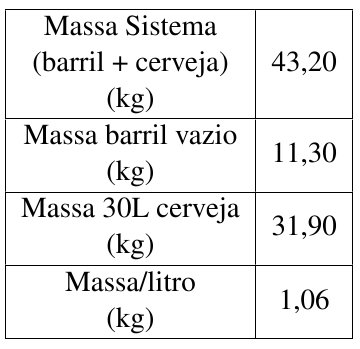 Massa Sistema
(barril + cerveja)
(kg)
43,20
Massa barril vazio
(kg)
11,30
Massa 30L cerveja
(kg)
31,90
Massa/litro
(kg)
1,06